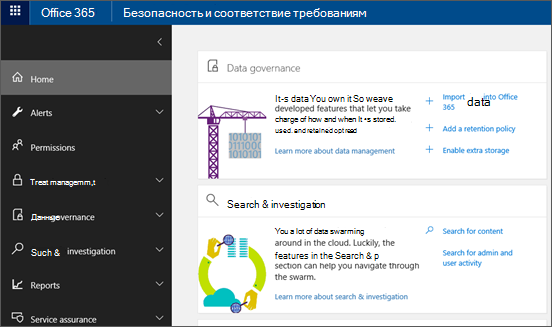 Office 365
Безопасность и соответствие требованиям
Home
Alerts
Permissions
Treat managemm,t
Данные governance
Such & investigation
Reports
Service assurance
Data governance
It-s data You own it So weave
developed features that let you take
charge of how and when It -s stored.
used. and retained opt read
Learn more about data management
Import data into Office
365
Add a retention policy
Enable extra storage
Search & investigation
You a lot of data swarming
around in the cloud. Luckily, the
features in the Search & p
section can help you navigate through
the swarm.
Learn more about search & investigation
Search for content
Search for admin and
user activity